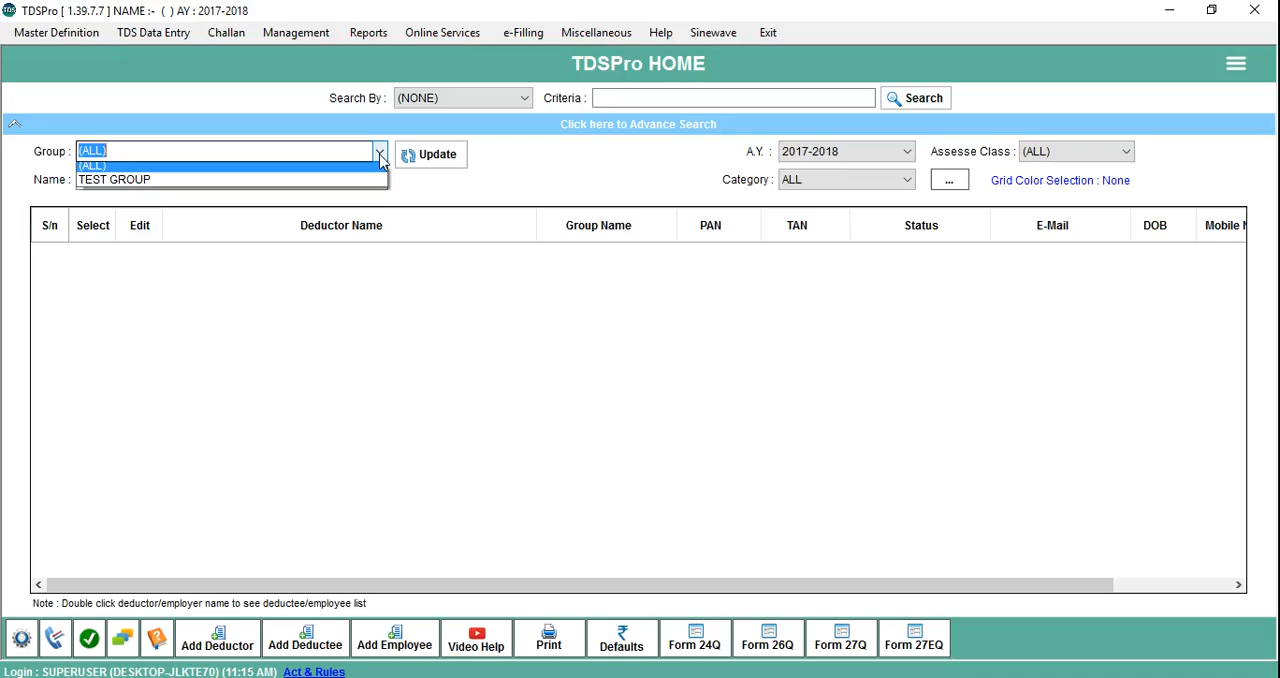 TDS TDSPro [ 1.39.7.7 ] NAME :- ( ) AY : 2017-2018
Master Definition TDS Data Entry Challan Management Reports Online Services e-Filling Miscellaneous Help Sinewave Exit
TDSPro HOME
Search By : (NONE) Criteria : Search
Click here to Advance Search
Group : (ALL) Update A.Y. : 2017-2018 Assesse Class : (ALL)
(ALL)
Name : TEST GROUP Category : ALL ... Grid Color Selection : None
S/n Select Edit Deductor Name Group Name PAN TAN Status E-Mail DOB Mobile
Note : Double click deductor/employer name to see deductee/employee list
Add Deductor Add Deductee Add Employee Video Help Print Defaults Form 24Q Form 26Q Form 27Q Form 27EQ
Login : SUPERUSER (DESKTOP-JLKTE70) (11:15 AM) Act & Rules